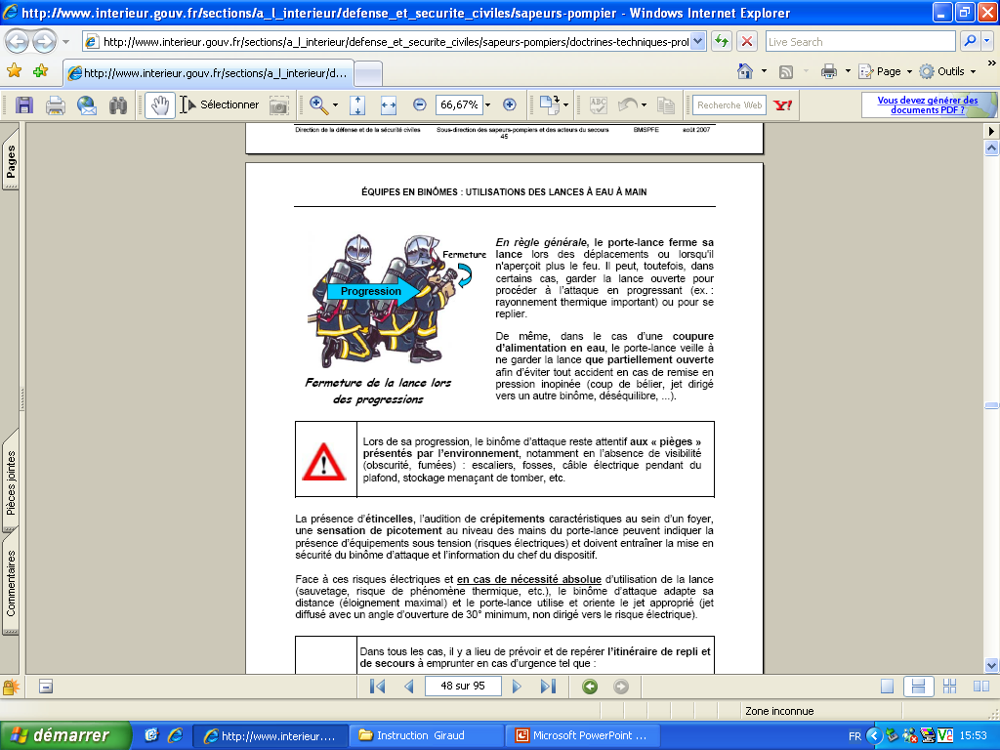 http://www.interieur.gouv.fr/sections/a_l_interieur/defense_et_securite_civiles/sapeurs-pompier - Windows Internet Explorer
http://www.interieur.gouv.fr/sections/a_l_interieur/defense_et_securite_civiles/sapeurs-pompiers/doctrines-techniques-prof
Live Search
http://www.interieur.gouv.fr/sections/a_l_interieur/d...
Page
Outils
Sélectionner
66,67%
Recherche Web
Y!
Vous devez générer des
documents PDF ?
Pages
Pièces jointes
Commentaires
Direction de la défense et de la sécurité civiles Sous-direction des sapeurs-pompiers et des acteurs du secours BMSPFE août 2007
45
ÉQUIPES EN BINÔMES : UTILISATIONS DES LANCES À EAU À MAIN
Fermeture
Progression
Fermeture de la lance lors
des progressions
En règle générale, le porte-lance ferme sa
lance lors des déplacements ou lorsqu'il
n'aperçoit plus le feu. Il peut, toutefois, dans
certains cas, garder la lance ouverte pour
procéder à l'attaque en progressant (ex. :
rayonnement thermique important) ou pour se
replier.
De même, dans le cas d'une coupure
d'alimentation en eau, le porte-lance veille à
ne garder la lance que partiellement ouverte
afin d'éviter tout accident en cas de remise en
pression inopinée (coup de bélier, jet dirigé
vers un autre binôme, déséquilibre, ...).
Lors de sa progression, le binôme d'attaque reste attentif aux « pièges »
présentés par l'environnement, notamment en l'absence de visibilité
(obscurité, fumées) : escaliers, fosses, câble électrique pendant du
plafond, stockage menaçant de tomber, etc.
La présence d'étincelles, l'audition de crépitements caractéristiques au sein d'un foyer,
une sensation de picotement au niveau des mains du porte-lance peuvent indiquer la
présence d'équipements sous tension (risques électriques) et doivent entraîner la mise en
sécurité du binôme d'attaque et l'information du chef du dispositif.
Face à ces risques électriques et en cas de nécessité absolue d'utilisation de la lance
(sauvetage, risque de phénomène thermique, etc.), le binôme d'attaque adapte sa
distance (éloignement maximal) et le porte-lance utilise et oriente le jet approprié (jet
diffusé avec un angle d'ouverture de 30° minimum, non dirigé vers le risque électrique).
Dans tous les cas, il y a lieu de prévoir et de repérer l'itinéraire de repli et
de secours à emprunter en cas d'urgence tel que :
48 sur 95
Zone inconnue
démarrer
http://www.interieur....
Instruction Giraud
Microsoft PowerPoint ...
FR
15:53